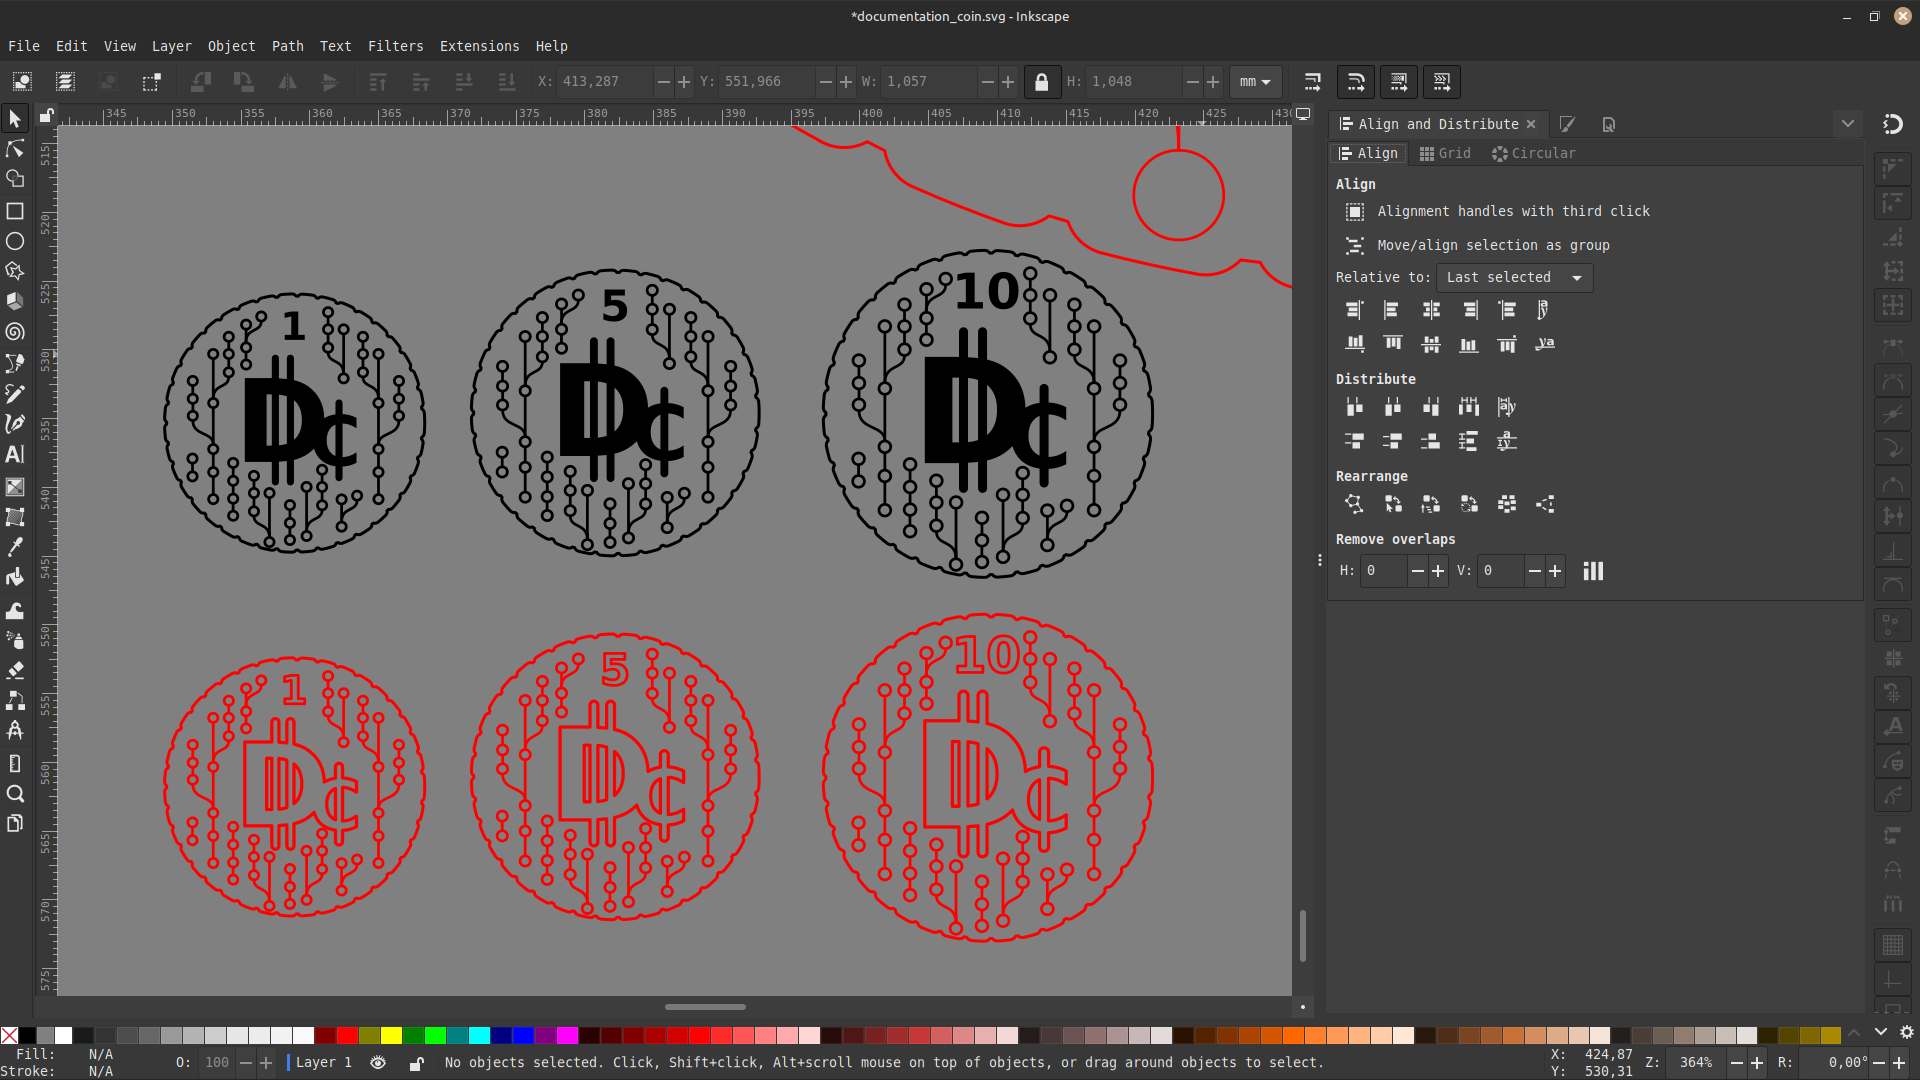 *documentation_coin.svg - Inkscape
File Edit View Layer Object Path Text Filters Extensions Help
X: 413,287 Y: 551,966 W: 1,057 H: 1,048 mm
345 350 355 360 365 370 375 380 385 390 395 400 405 410 415 420 425 430
515
520
525
530
535
540
545
550
555
560
565
570
575
1 5 10
D¢ D¢ D¢
1 5 10
D¢ D¢ D¢
Align and Distribute
Align Grid Circular
Align
Alignment handles with third click
Move/align selection as group
Relative to: Last selected
Distribute
Rearrange
Remove overlaps
H: 0 V: 0
Fill: N/A
Stroke: N/A
O: 100
Layer 1
No objects selected. Click, Shift+click, Alt+scroll mouse on top of objects, or drag around objects to select.
X: 424,87
Y: 530,31
Z: 364%
R: 0,00°